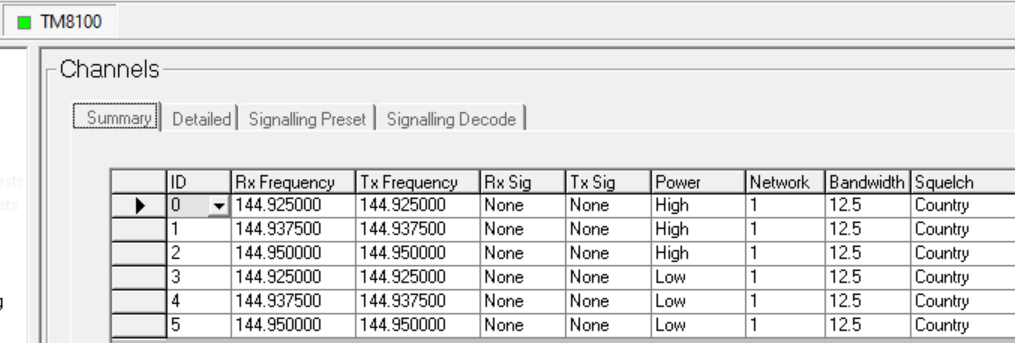 TM8100
Channels
Summary Detailed Signalling Preset Signalling Decode
ID Rx Frequency Tx Frequency Rx Sig Tx Sig Power Network Bandwidth Squelch
0 144.925000 144.925000 None None High 1 12.5 Country
1 144.937500 144.937500 None None High 1 12.5 Country
2 144.950000 144.950000 None None High 1 12.5 Country
3 144.925000 144.925000 None None Low 1 12.5 Country
4 144.937500 144.937500 None None Low 1 12.5 Country
5 144.950000 144.950000 None None Low 1 12.5 Country